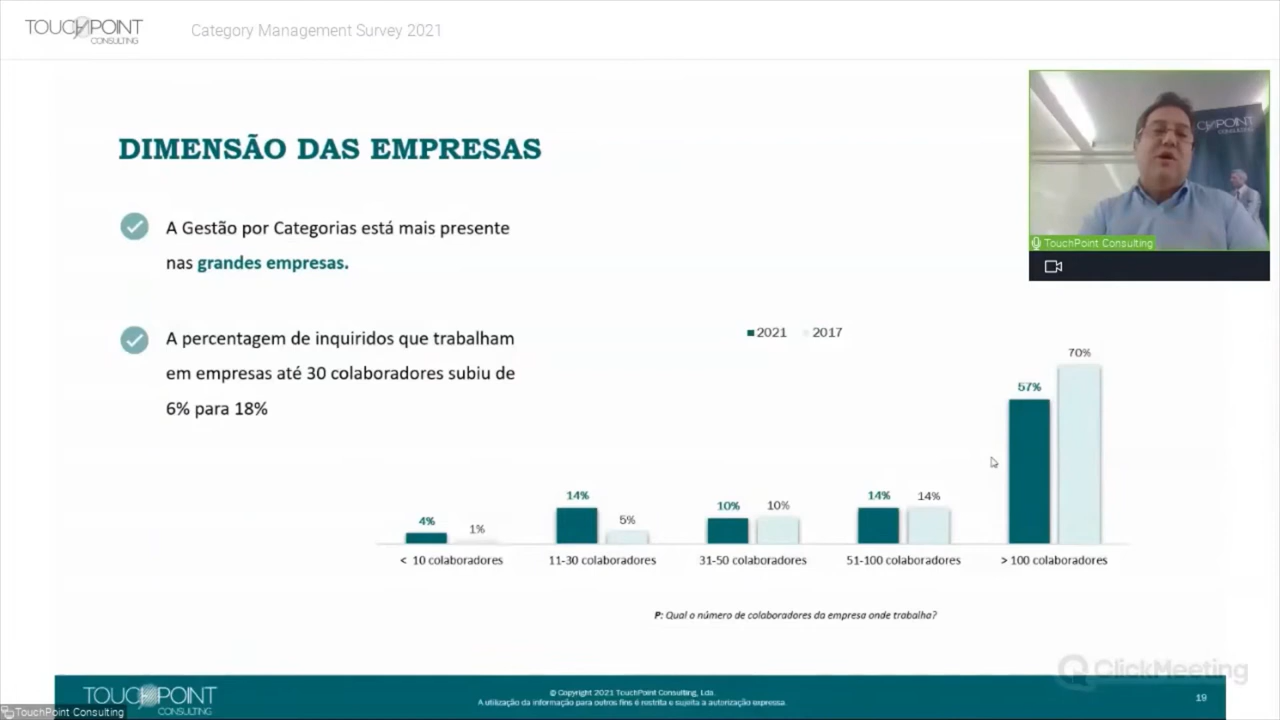 TOUCHPOINT
CONSULTING
Category Management Survey 2021
DIMENSÃO DAS EMPRESAS
A Gestão por Categorias está mais presente
nas grandes empresas.
A percentagem de inquiridos que trabalham
em empresas até 30 colaboradores subiu de
6% para 18%
CHPOINT
CONSULTING
TouchPoint Consulting
2021 2017
4% 1% 14% 5% 10% 10% 14% 14% 57% 70%
< 10 colaboradores 11-30 colaboradores 31-50 colaboradores 51-100 colaboradores > 100 colaboradores
P: Qual o número de colaboradores da empresa onde trabalha?
ClickMeeting
TOUCHPOINT
CONSULTING
© Copyright 2021 TouchPoint Consulting, Lda.
A utilização da informação para outros fins é restrita e sujeita a autorização expressa.
19
TouchPoint Consulting